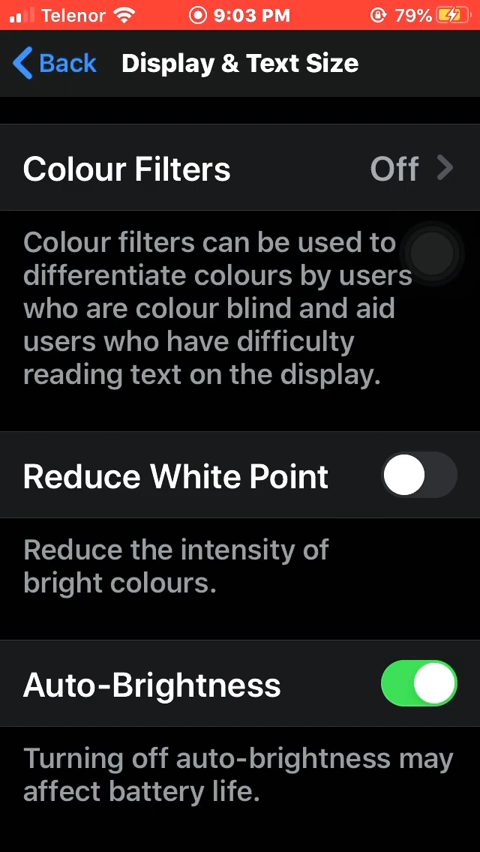 Telenor 9:03 PM 79%
Back Display & Text Size
Colour Filters Off
Colour filters can be used to
differentiate colours by users
who are colour blind and aid
users who have difficulty
reading text on the display.
Reduce White Point
Reduce the intensity of
bright colours.
Auto-Brightness
Turning off auto-brightness may
affect battery life.